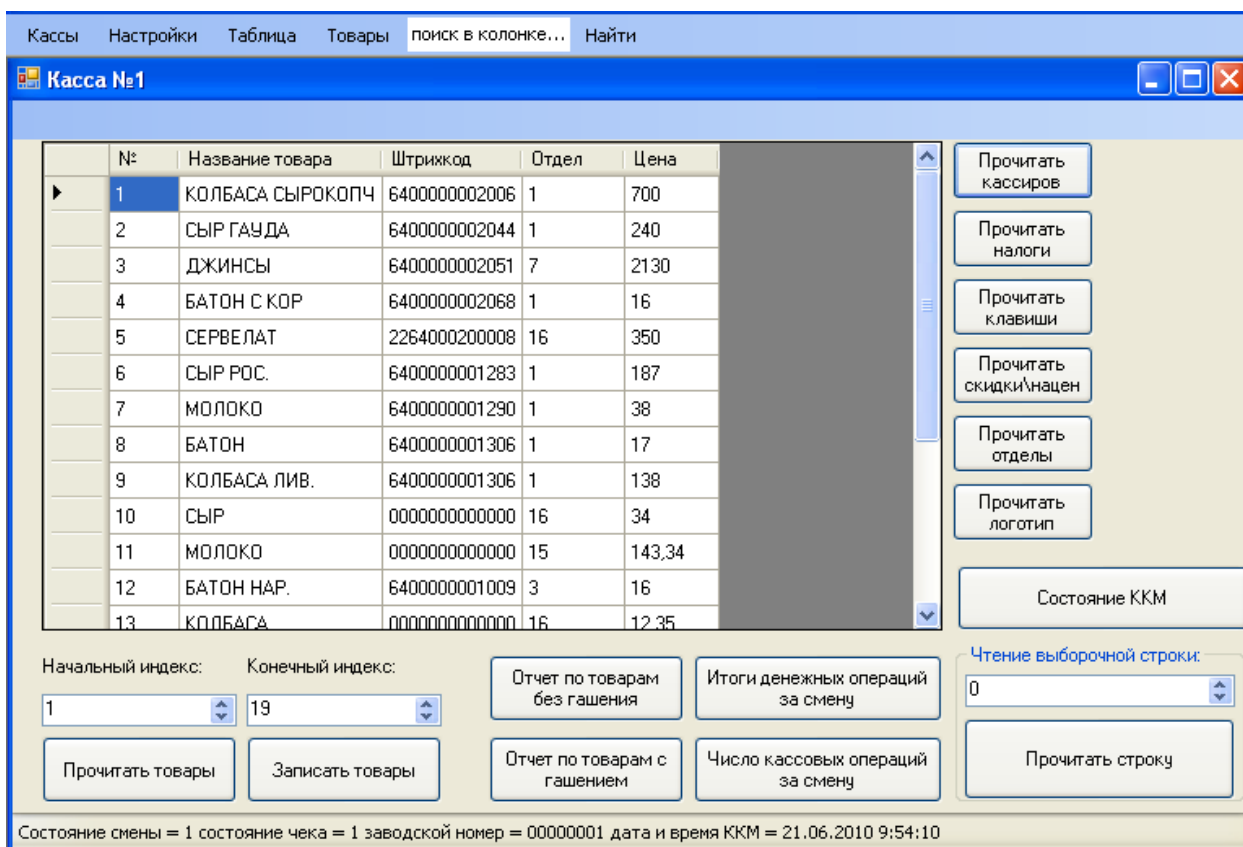 Кассы Настройки Таблица Товары поиск в колонке... Найти
Касса №1
№ Название товара Штрихкод Отдел Цена
1 КОЛБАСА СЫРОКОПЧ 6400000002006 1 700
2 СЫР ГАУДА 6400000002044 1 240
3 ДЖИНСЫ 6400000002051 7 2130
4 БАТОН С КОР 6400000002068 1 16
5 СЕРВЕЛАТ 2264000200008 16 350
6 СЫР РОС. 6400000001283 1 187
7 МОЛОКО 6400000001290 1 38
8 БАТОН 6400000001306 1 17
9 КОЛБАСА ЛИВ. 6400000001306 1 138
10 СЫР 0000000000000 16 34
11 МОЛОКО 0000000000000 15 143,34
12 БАТОН НАР. 6400000001009 3 16
13 КОЛБАСА 0000000000000 16 12,35
Прочитать
кассиров
Прочитать
налоги
Прочитать
клавиши
Прочитать
скидки\нацен
Прочитать
отделы
Прочитать
логотип
Состояние ККМ
Начальный индекс: Конечный индекс:
1 19
Прочитать товары Записать товары
Отчет по товарам
без гашения
Итоги денежных операций
за смену
Отчет по товарам с
гашением
Число кассовых операций
за смену
Чтение выборочной строки:
0
Прочитать строку
Состояние смены = 1 состояние чека = 1 заводской номер = 00000001 дата и время ККМ = 21.06.2010 9:54:10